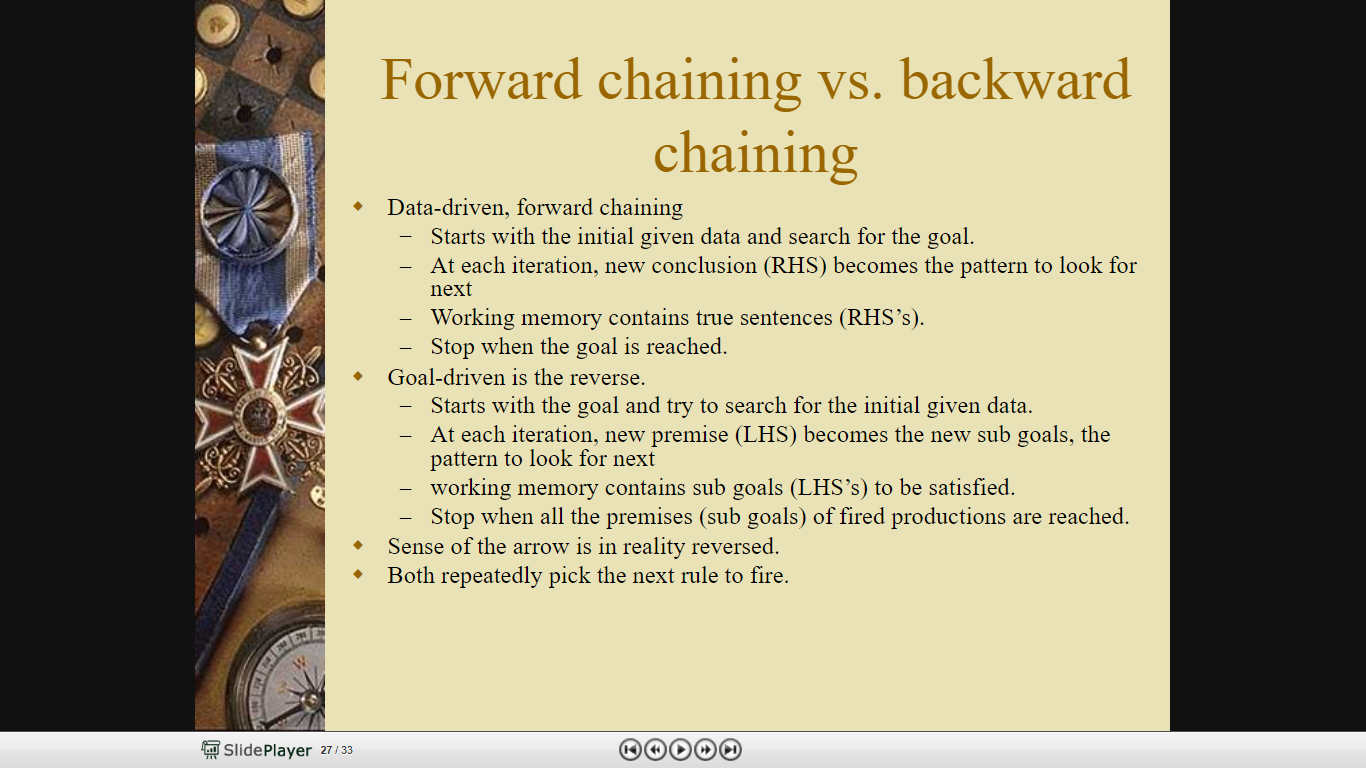 Forward chaining vs. backward
chaining
Data-driven, forward chaining
– Starts with the initial given data and search for the goal.
– At each iteration, new conclusion (RHS) becomes the pattern to look for
next
– Working memory contains true sentences (RHS’s).
– Stop when the goal is reached.
Goal-driven is the reverse.
– Starts with the goal and try to search for the initial given data.
– At each iteration, new premise (LHS) becomes the new sub goals, the
pattern to look for next
– working memory contains sub goals (LHS’s) to be satisfied.
– Stop when all the premises (sub goals) of fired productions are reached.
Sense of the arrow is in reality reversed.
Both repeatedly pick the next rule to fire.
W
SlidePlayer 27 / 33